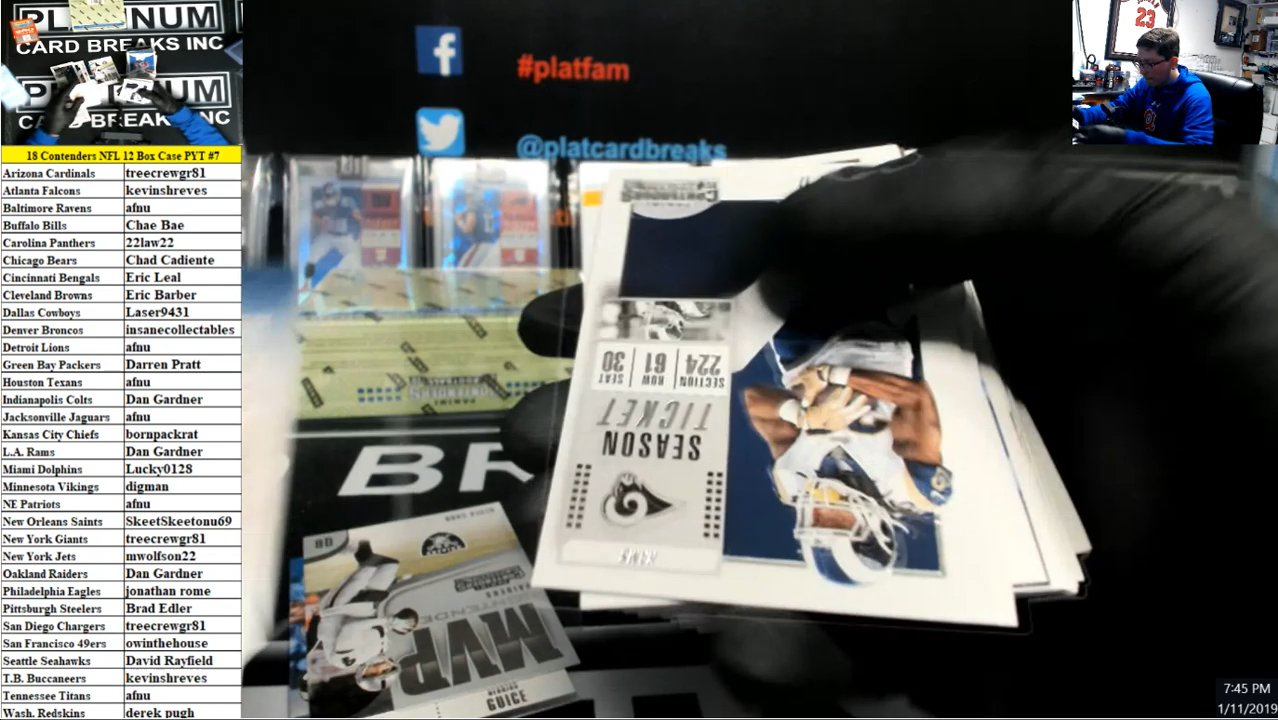 PLATINUM
CARD BREAKS INC
18 Contenders NFL 12 Box Case PYT #7
Arizona Cardinals treecrewgr81
Atlanta Falcons kevinshreves
Baltimore Ravens afnu
Buffalo Bills Chae Bae
Carolina Panthers 22law22
Chicago Bears Chad Cadiente
Cincinnati Bengals Eric Leal
Cleveland Browns Eric Barber
Dallas Cowboys Laser9431
Denver Broncos insanecollectables
Detroit Lions afnu
Green Bay Packers Darren Pratt
Houston Texans afnu
Indianapolis Colts Dan Gardner
Jacksonville Jaguars afnu
Kansas City Chiefs bornpackrat
L.A. Rams Dan Gardner
Miami Dolphins Lucky0128
Minnesota Vikings digman
NE Patriots afnu
New Orleans Saints SkeetSkeetonu69
New York Giants treecrewgr81
New York Jets mwolfson22
Oakland Raiders Dan Gardner
Philadelphia Eagles jonathan rome
Pittsburgh Steelers Brad Edler
San Diego Chargers treecrewgr81
San Francisco 49ers owinthehouse
Seattle Seahawks David Rayfield
T.B. Buccaneers kevinshreves
Tennessee Titans afnu
Wash. Redskins derek pugh
#platfam
@platcardbreaks
CONTENDERS
SECTION 224
ROW 61
SEAT 30
SEASON
TICKET
BR
MVP
GUICE
23
7:45 PM
1/11/2019